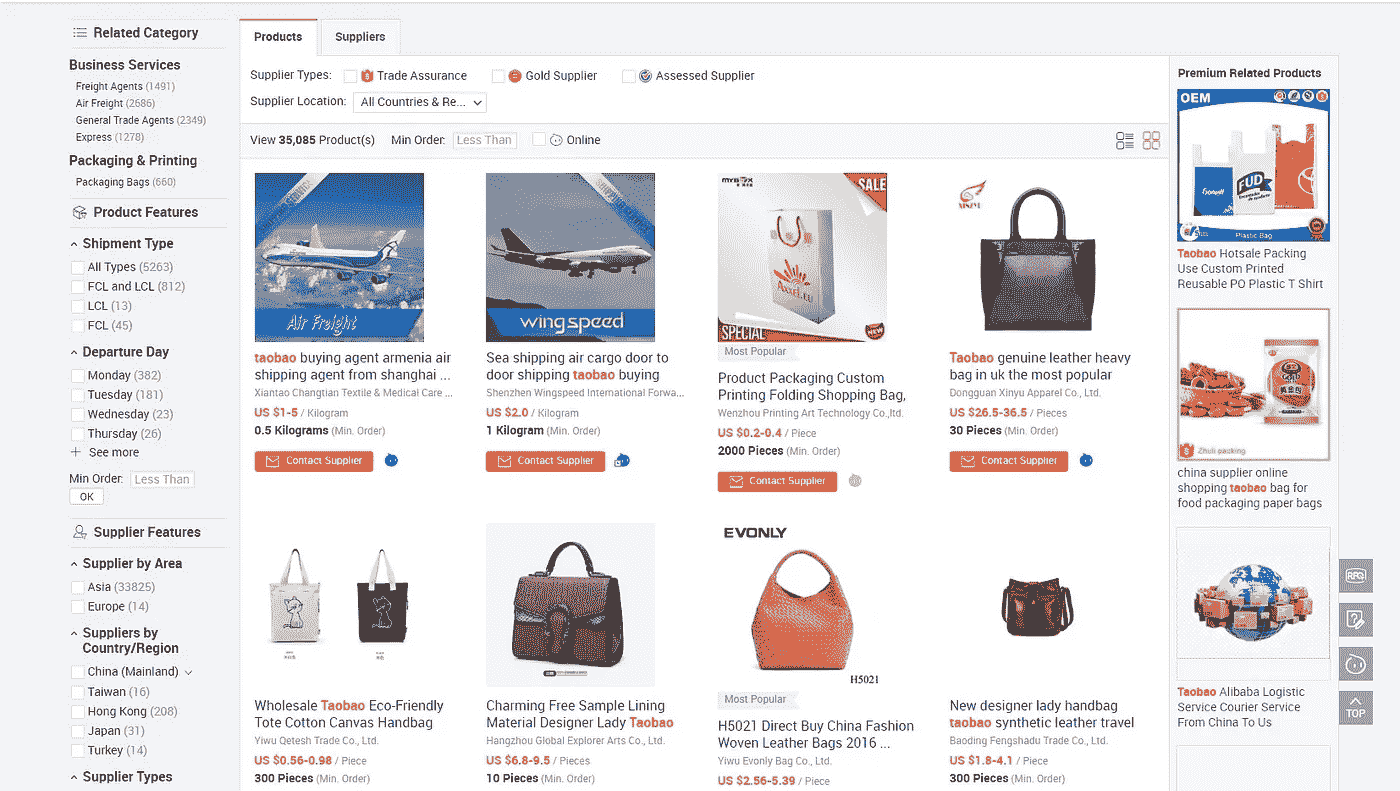 Related Category
Business Services
Freight Agents (1491)
Air Freight (2686)
General Trade Agents (2349)
Express (1278)
Packaging & Printing
Packaging Bags (660)
Product Features
Shipment Type
All Types (5263)
FCL and LCL (812)
LCL (13)
FCL (45)
Departure Day
Monday (382)
Tuesday (181)
Wednesday (23)
Thursday (26)
See more
Min Order: Less Than
OK
Supplier Features
Supplier by Area
Asia (33825)
Europe (14)
Suppliers by
Country/Region
China (Mainland)
Taiwan (16)
Hong Kong (208)
Japan (31)
Turkey (14)
Supplier Types
Products Suppliers
Supplier Types: Trade Assurance Gold Supplier Assessed Supplier
Supplier Location: All Countries & Re...
View 35,085 Product(s) Min Order: Less Than Online
Air Freight
taobao buying agent armenia air
shipping agent from shanghai ...
Xiantao Changtian Textile & Medical Care ...
US $1-5 / Kilogram
0.5 Kilograms (Min. Order)
Contact Supplier
wingspeed
Sea shipping air cargo door to
door shipping taobao buying
Shenzhen Wingspeed International Forwa...
US $2.0 / Kilogram
1 Kilogram (Min. Order)
Contact Supplier
SALE
SPECIAL
NEW
Most Popular
Product Packaging Custom
Printing Folding Shopping Bag,
Wenzhou Printing Art Technology Co.,ltd.
US $0.2-0.4 / Piece
2000 Pieces (Min. Order)
Contact Supplier
Taobao genuine leather heavy
bag in uk the most popular
Dongguan Xinyu Apparel Co., Ltd.
US $26.5-36.5 / Pieces
30 Pieces (Min. Order)
Contact Supplier
Wholesale Taobao Eco-Friendly
Tote Cotton Canvas Handbag
Yiwu Qetesh Trade Co., Ltd.
US $0.56-0.98 / Piece
300 Pieces (Min. Order)
Charming Free Sample Lining
Material Designer Lady Taobao
Hangzhou Global Explorer Arts Co., Ltd.
US $6.8-9.5 / Pieces
10 Pieces (Min. Order)
EVONLY
H5021
Most Popular
H5021 Direct Buy China Fashion
Woven Leather Bags 2016 ...
Yiwu Evonly Bag Co., Ltd.
US $2.56-5.39 / Piece
New designer lady handbag
taobao synthetic leather travel
Baoding Fengshadu Trade Co., Ltd.
US $1.8-4.1 / Piece
300 Pieces (Min. Order)
Premium Related Products
OEM
FUD
Plastic Bag
Taobao Hotsale Packing
Use Custom Printed
Reusable PO Plastic T Shirt
Zhuli packing
china supplier online
shopping taobao bag for
food packaging paper bags
Taobao Alibaba Logistic
Service Courier Service
From China To Us
RFQ
TOP